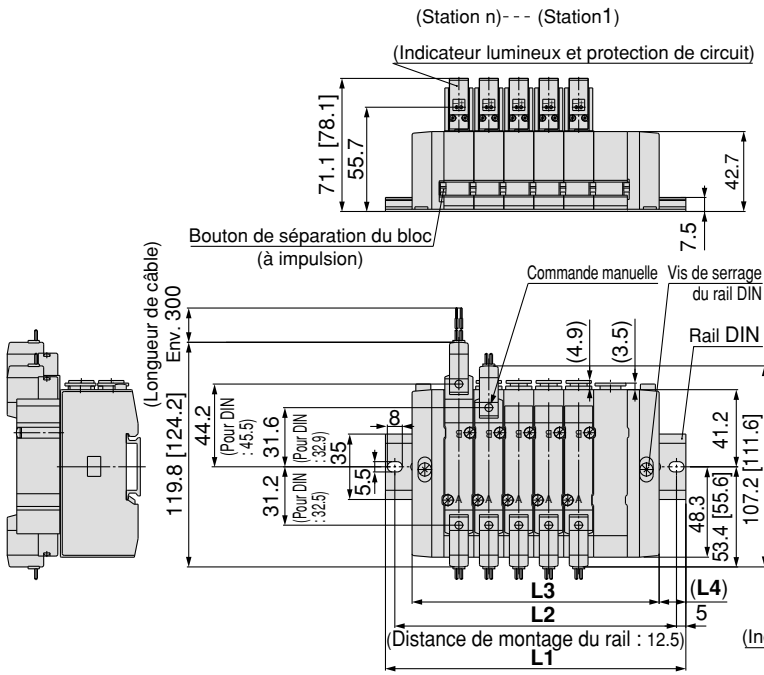 (Station n)--- (Station1)
(Indicateur lumineux et protection de circuit)
71.1 [78.1]
55.7
42.7
7.5
Bouton de séparation du bloc
(à impulsion)
Commande manuelle
Vis de serrage
du rail DIN
Rail DIN
(Longueur de câble)
Env. 300
(4.9)
(3.5)
119.8 [124.2]
44.2
(Pour DIN
: 45.5)
31.6
(Pour DIN
: 32.9)
8
35
5.5
31.2
(Pour DIN
: 32.5)
B B B B B
A A A A A
41.2
48.3
53.4 [55.6]
107.2 [111.6]
L3
(L4)
L2
5
(Distance de montage du rail : 12.5)
L1